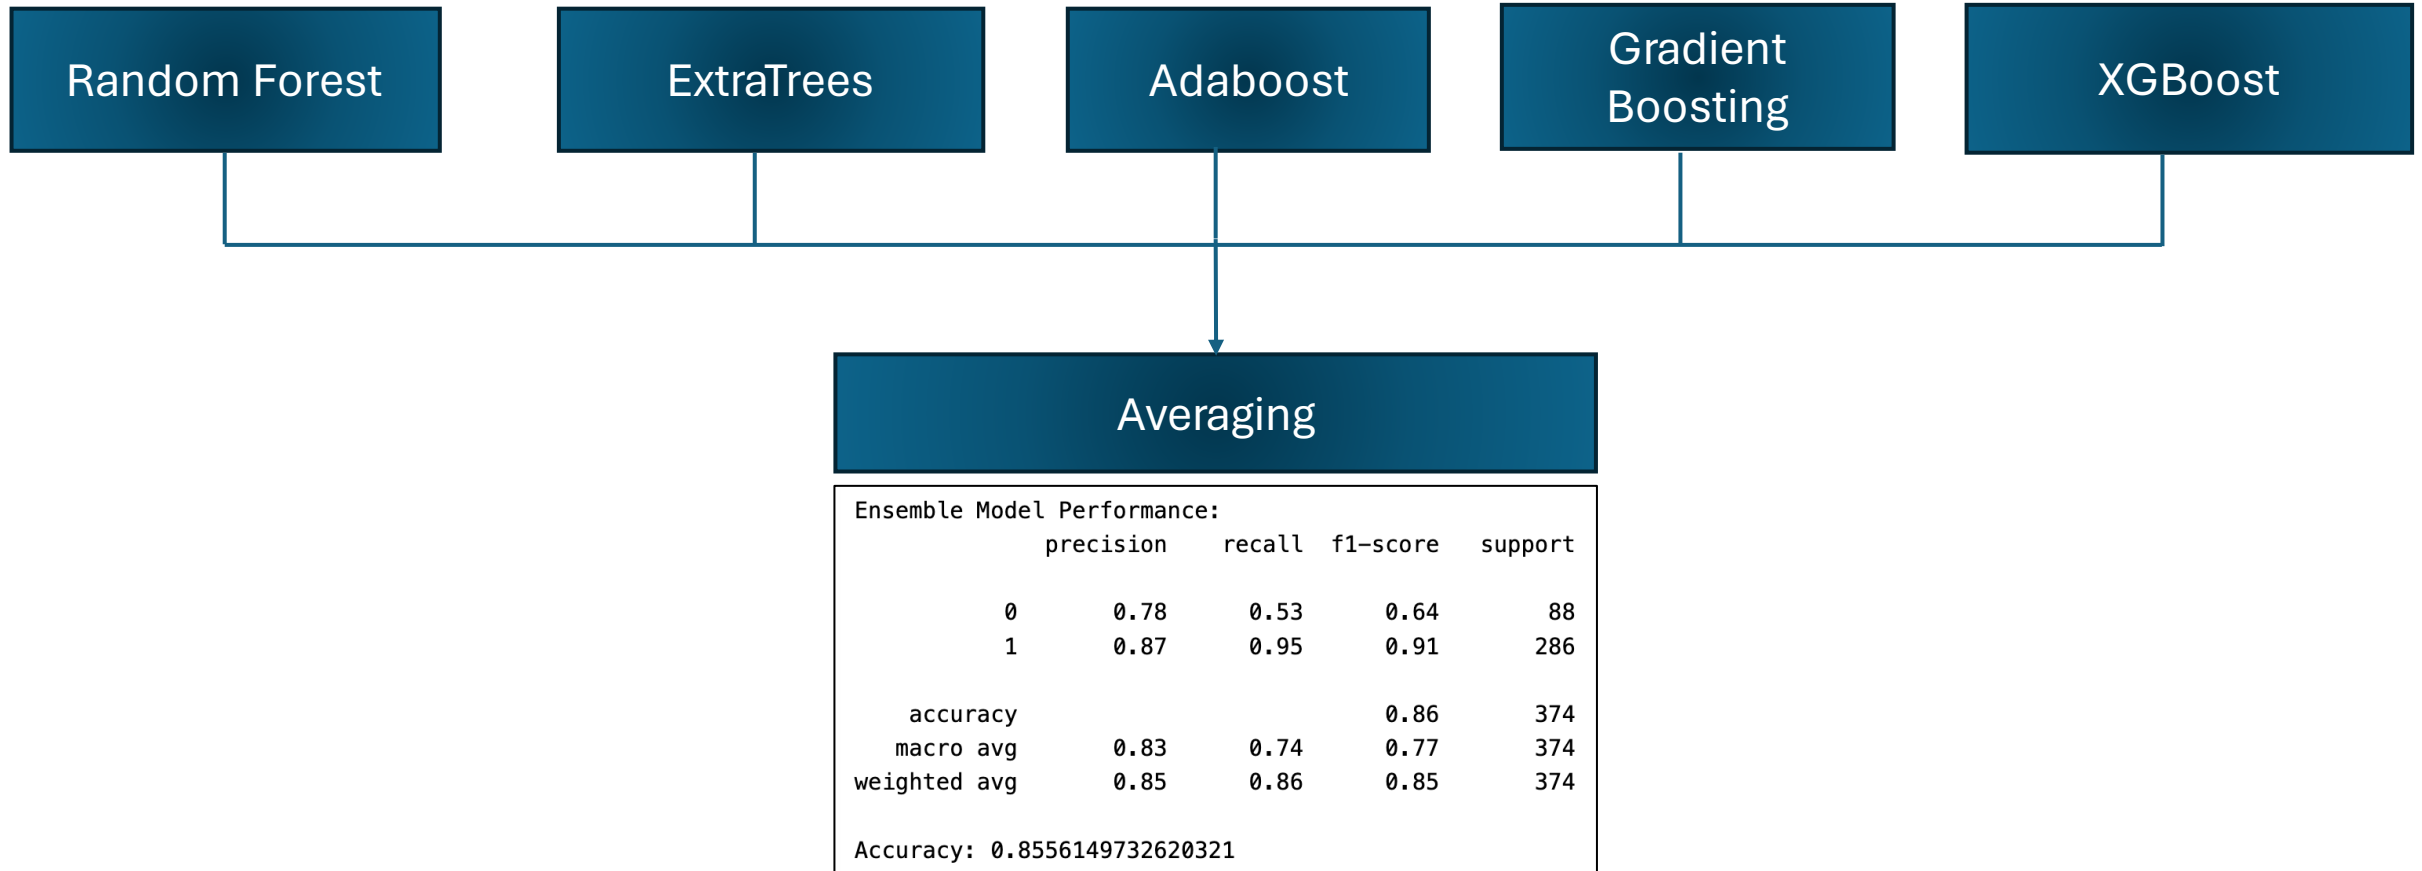 Random Forest
ExtraTrees
Adaboost
Gradient
Boosting
XGBoost
Averaging
Ensemble Model Performance:
precision recall f1-score support
0 0.78 0.53 0.64 88
1 0.87 0.95 0.91 286
accuracy 0.86 374
macro avg 0.83 0.74 0.77 374
weighted avg 0.85 0.86 0.85 374
Accuracy: 0.8556149732620321